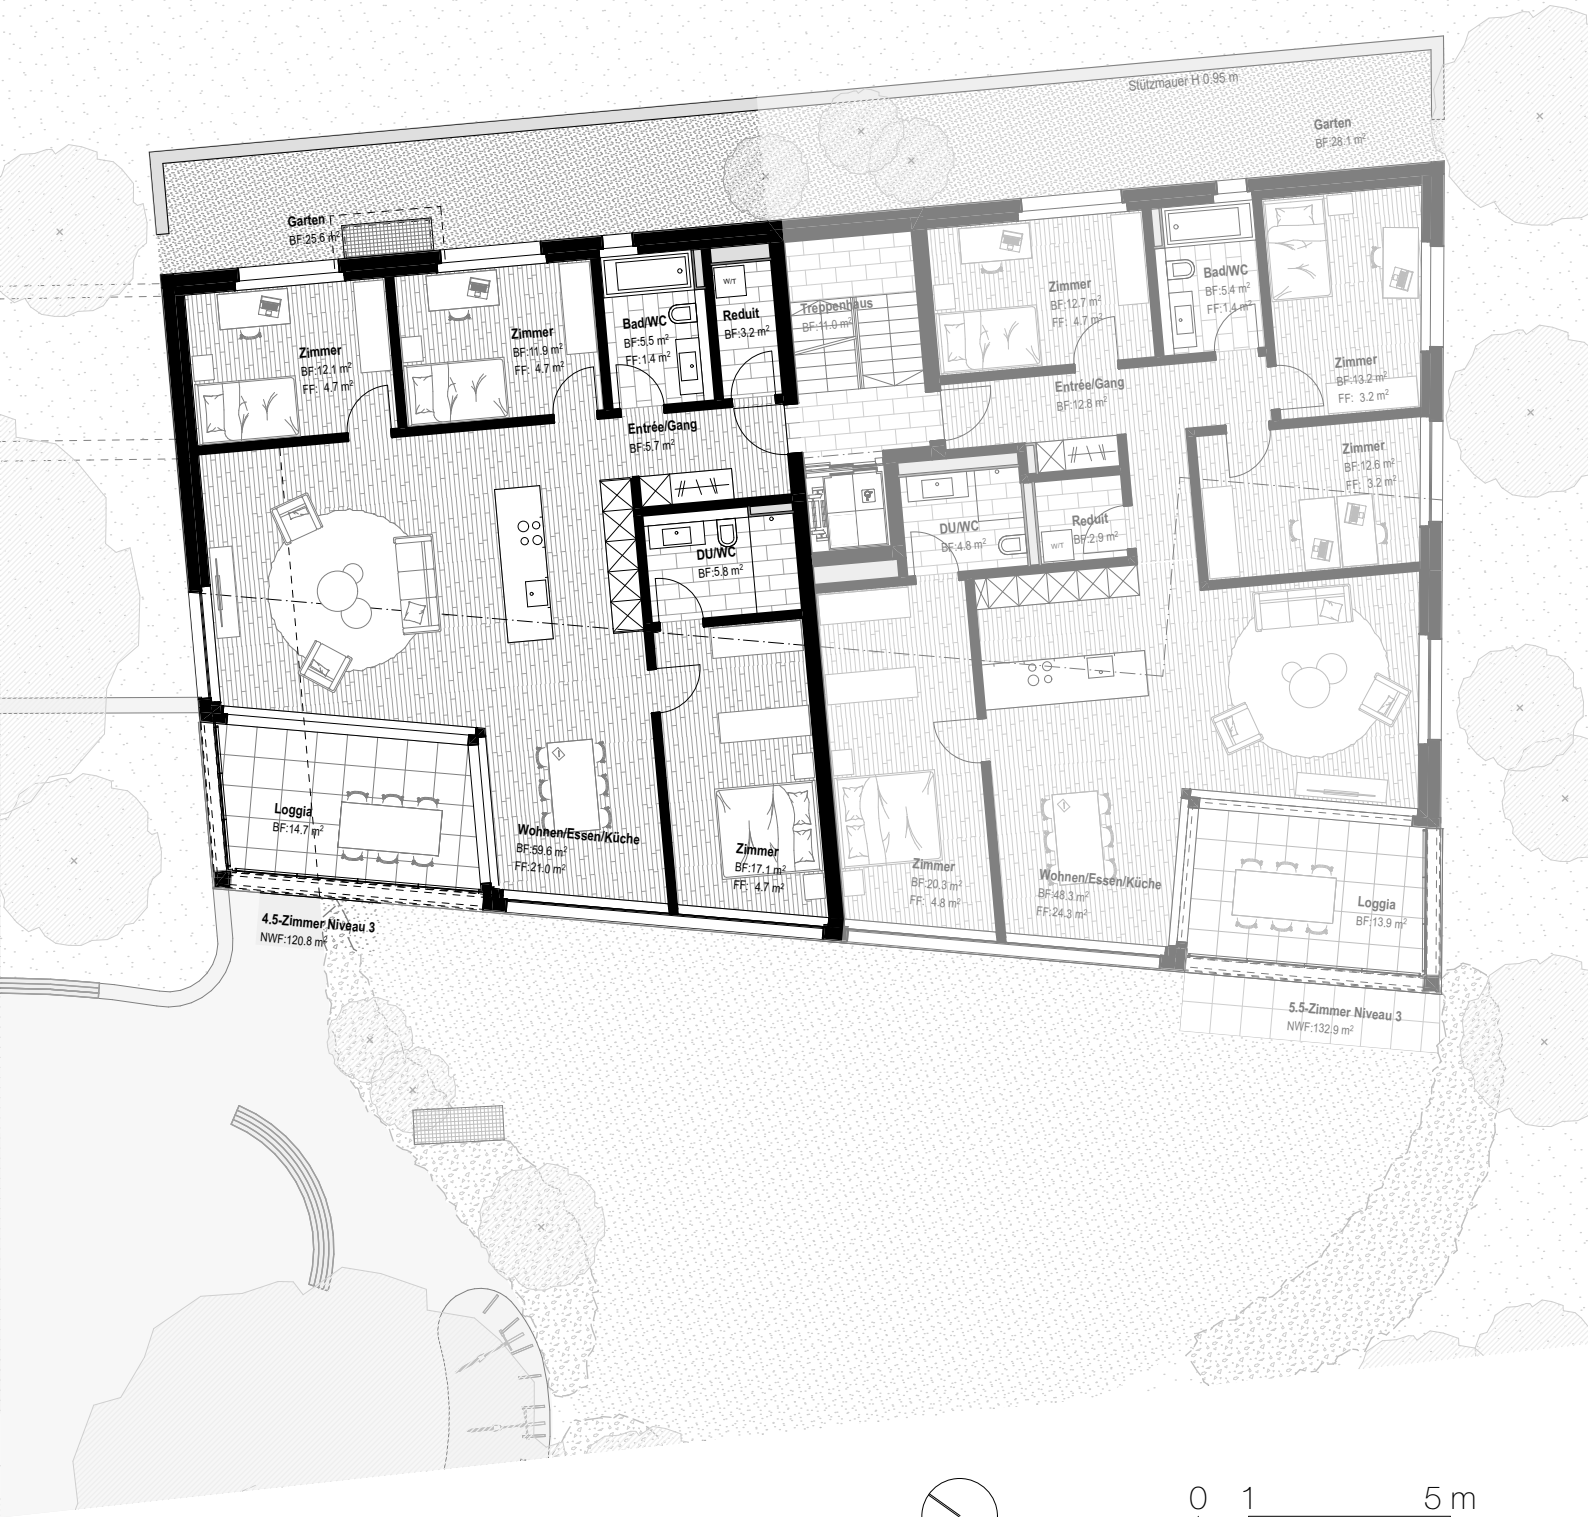 Stützmauer H 0.95 m
Garten
BF:28.1 m²
Garten
BF:25.6 m²
Zimmer
BF:12.1 m²
FF: 4.7 m²
Zimmer
BF:11.9 m²
FF: 4.7 m²
Bad/WC
BF:5.5 m²
FF:1.4 m²
W/T
Reduit
BF:3.2 m²
Treppenhaus
BF:11.0 m²
Zimmer
BF:12.7 m²
FF: 4.7 m²
Bad/WC
BF:5.4 m²
FF:1.4 m²
Zimmer
BF:13.2 m²
FF: 3.2 m²
Entrée/Gang
BF:5.7 m²
Entrée/Gang
BF:12.8 m²
Zimmer
BF:12.6 m²
FF: 3.2 m²
DU/WC
BF:5.8 m²
DU/WC
BF:4.8 m²
W/T
Reduit
BF:2.9 m²
Loggia
BF:14.7 m²
Wohnen/Essen/Küche
BF:59.6 m²
FF:21.0 m²
Zimmer
BF:17.1 m²
FF: 4.7 m²
Zimmer
BF:20.3 m²
FF: 4.8 m²
Wohnen/Essen/Küche
BF:48.3 m²
FF:24.3 m²
Loggia
BF:13.9 m²
4.5-Zimmer Niveau 3
NWF:120.8 m²
5.5-Zimmer Niveau 3
NWF:132.9 m²
0 1 5 m